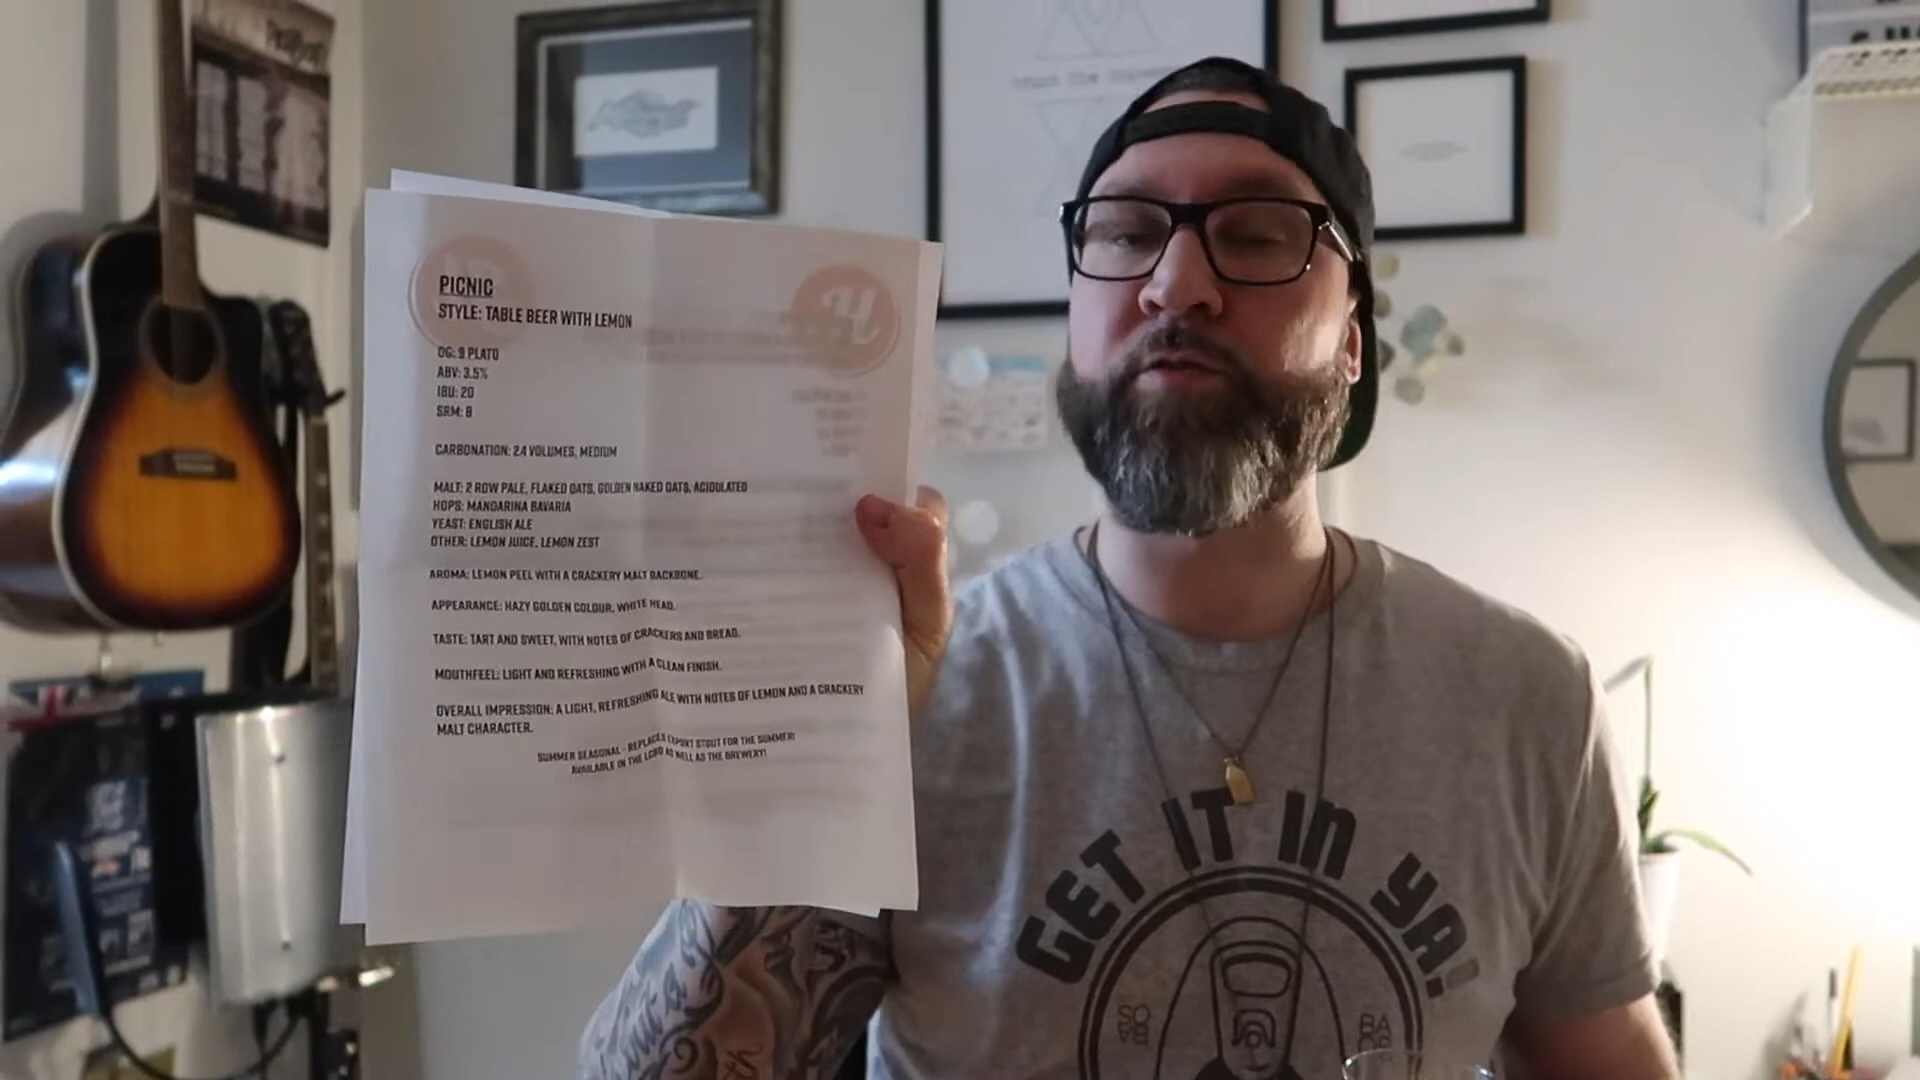 PICNIC
STYLE: TABLE BEER WITH LEMON
OG: 9 PLATO
ABV: 3.5%
IBU: 20
SRM: 8
CARBONATION: 2.4 VOLUMES, MEDIUM
MALT: 2 ROW PALE, FLAKED OATS, GOLDEN NAKED OATS, ACIDULATED
HOPS: MANDARINA BAVARIA
YEAST: ENGLISH ALE
OTHER: LEMON JUICE, LEMON ZEST
AROMA: LEMON PEEL WITH A CRACKERY MALT BACKBONE.
APPEARANCE: HAZY GOLDEN COLOUR, WHITE HEAD.
TASTE: TART AND SWEET, WITH NOTES OF CRACKERS AND BREAD.
MOUTHFEEL: LIGHT AND REFRESHING WITH A CLEAN FINISH.
OVERALL IMPRESSION: A LIGHT, REFRESHING ALE WITH NOTES OF LEMON AND A CRACKERY
MALT CHARACTER.
SUMMER SEASONAL - REPLACES EXPORT STOUT FOR THE SUMMER!
AVAILABLE IN THE LCBO AS WELL AS THE BREWERY!
GET IT IN YA!